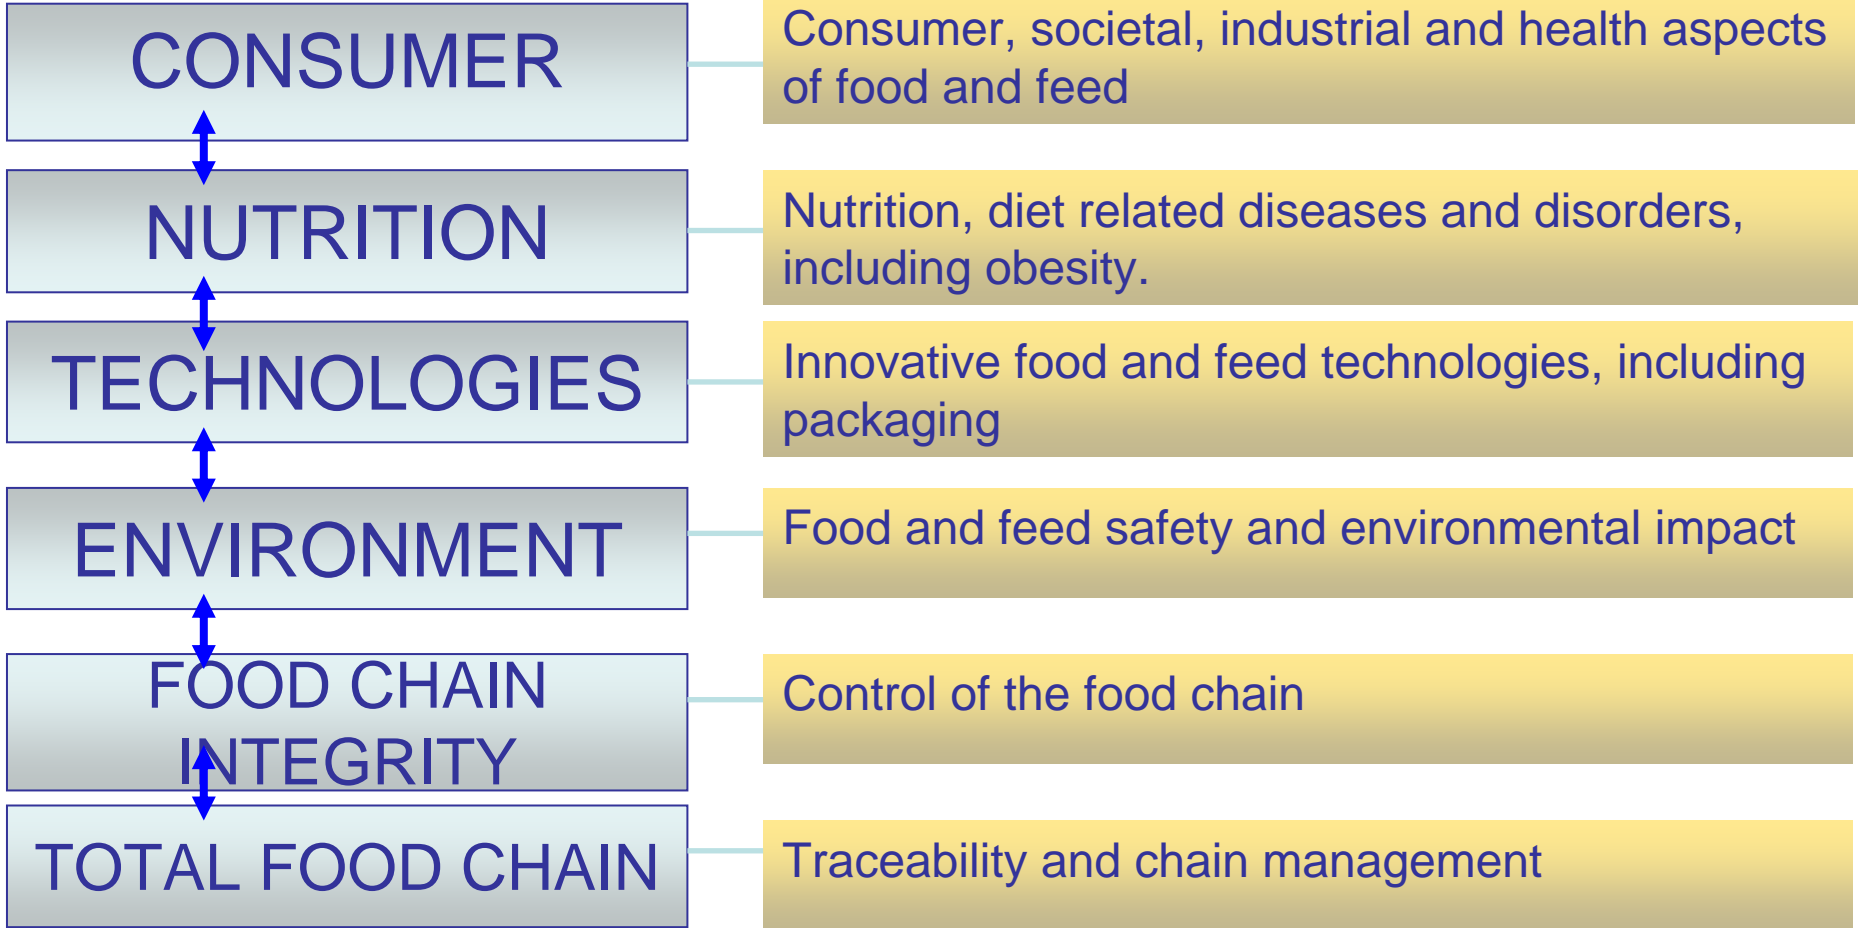 CONSUMER
Consumer, societal, industrial and health aspects
of food and feed
NUTRITION
Nutrition, diet related diseases and disorders,
including obesity.
TECHNOLOGIES
Innovative food and feed technologies, including
packaging
ENVIRONMENT
Food and feed safety and environmental impact
FOOD CHAIN
INTEGRITY
Control of the food chain
TOTAL FOOD CHAIN
Traceability and chain management